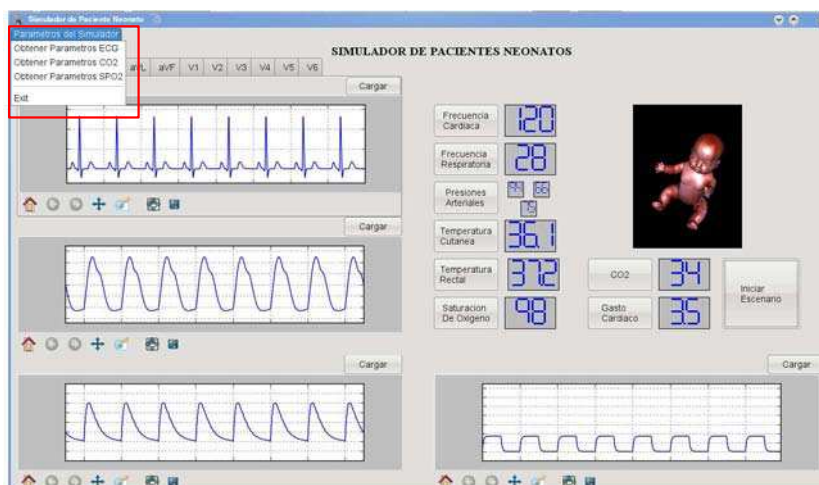 Simulador de Paciente Neonato
Parametros del Simulador
Obtener Parametros ECG
Obtener Parametros CO2
Obtener Parametros SPO2
Exit
SIMULADOR DE PACIENTES NEONATOS
aVL aVF V1 V2 V3 V4 V5 V6
Cargar
Frecuencia
Cardiaca
120
Frecuencia
Respiratoria
28
Presiones
Arteriales
66
Cargar
Temperatura
Cutanea
36.1
Temperatura
Rectal
37.2
CO2
34
Iniciar
Escenario
Saturacion
De Oxigeno
98
Gasto
Cardiaco
3.5
Cargar
Cargar